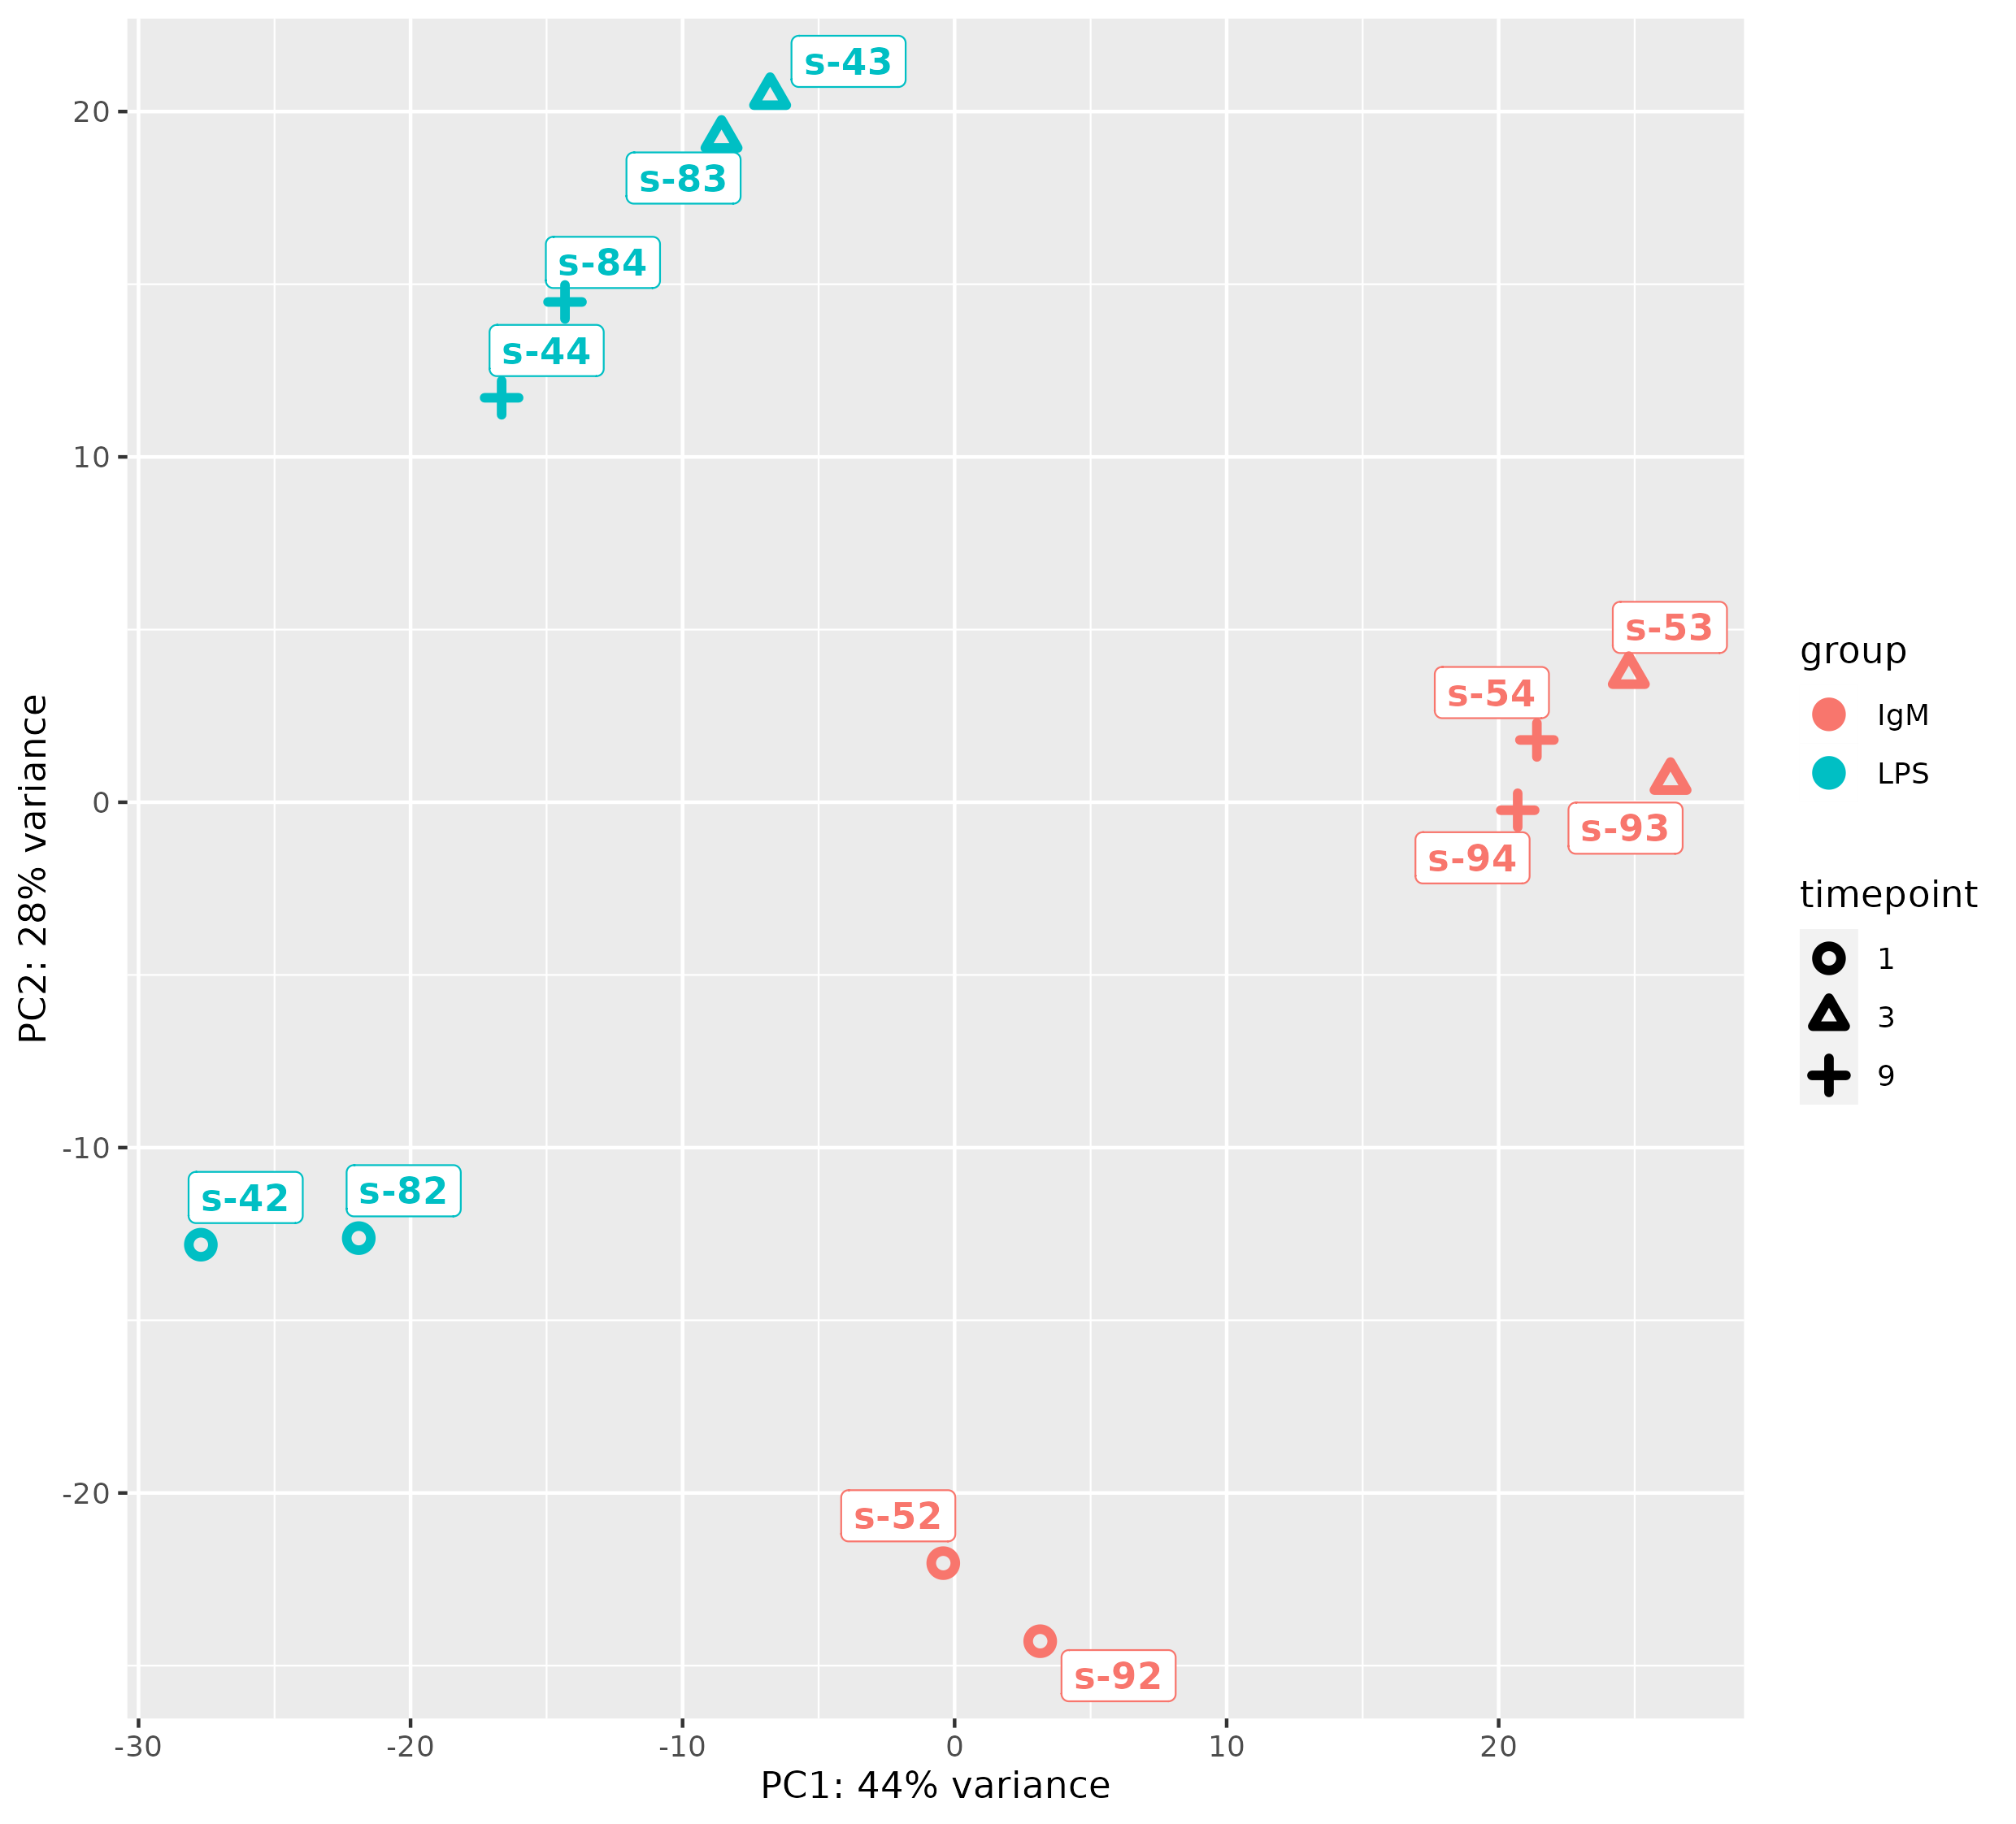 s-43
s-83
s-84
s-44
s-53
s-54
s-93
s-94
s-42
s-82
s-52
s-92
20
10
0
-10
-20
-30
-20
-10
0
10
20
PC1: 44% variance
PC2: 28% variance
group
IgM
LPS
timepoint
1
3
9